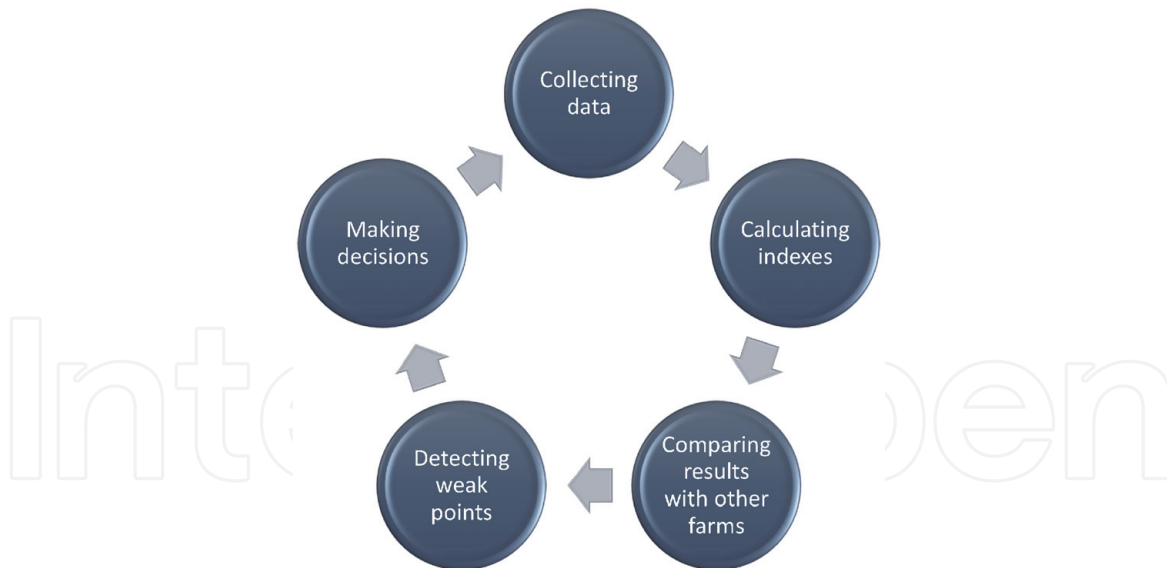 Collecting
data
Calculating
indexes
Comparing
results
with other
farms
Detecting
weak
points
Making
decisions